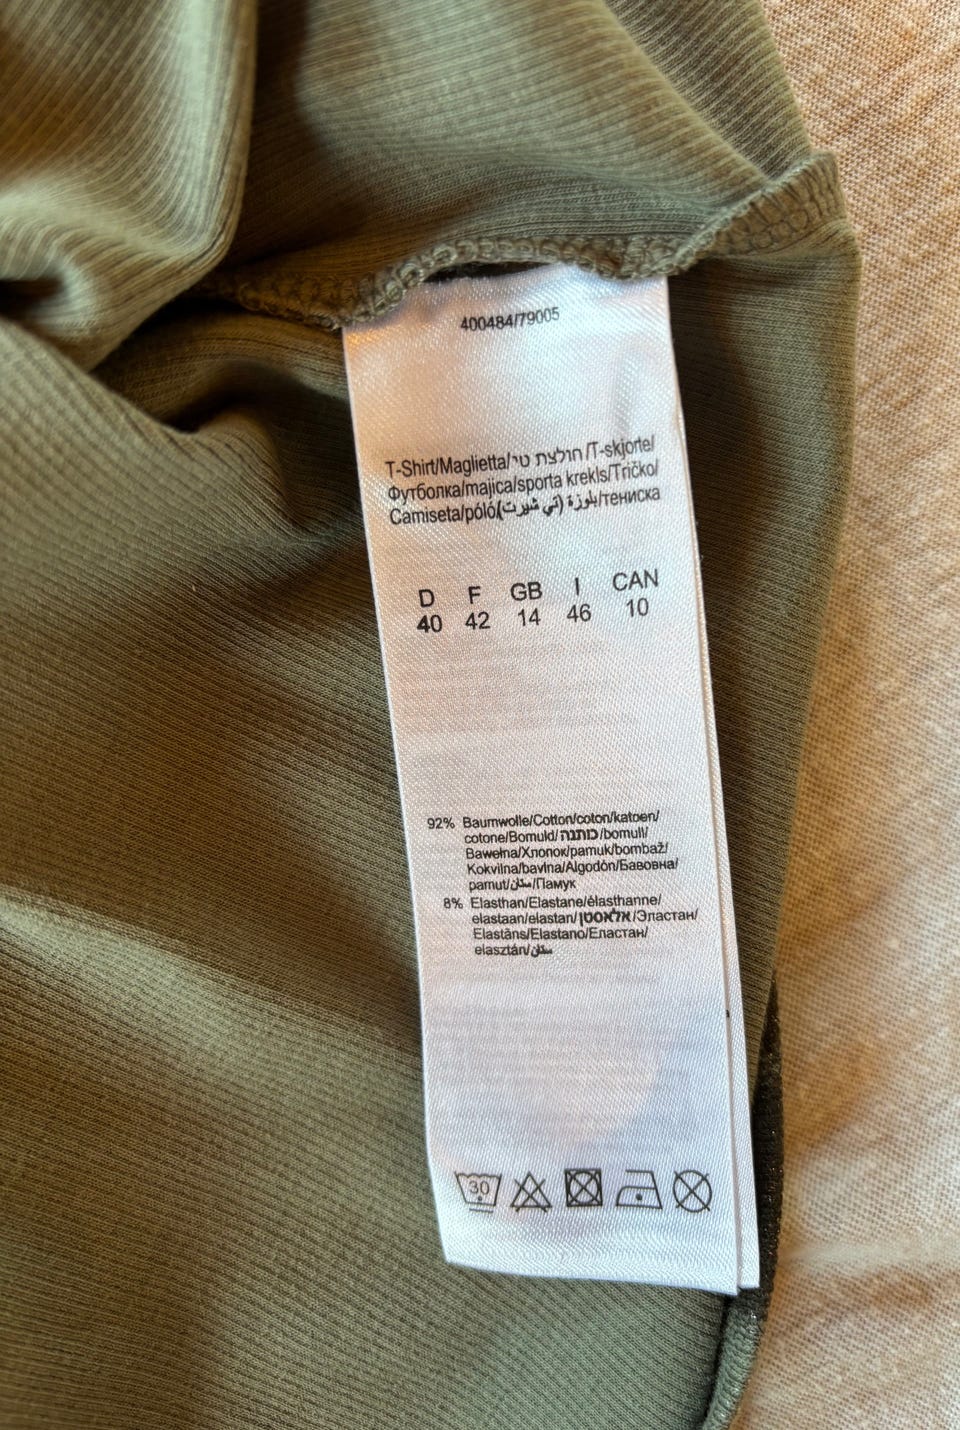 400484/79005
T-Shirt/Maglietta/חולצת טי/T-skjorte/
Футболка/majica/sporta krekls/Tričko/
Camiseta/póló/بلوزة (تي شيرت)/тениска
D F GB I CAN
40 42 14 46 10
92% Baumwolle/Cotton/coton/katoen/
cotone/Bomuld/כותנה/bomull/
Bawełna/Хлопок/pamuk/bombaž/
Kokvilna/bavlna/Algodón/Бавовна/
pamut/قطن/Памук
8% Elasthan/Elastane/élasthanne/
elastaan/elastan/אלאסטן/Эластан/
Elastāns/Elastano/Еластан/
elasztán/
30